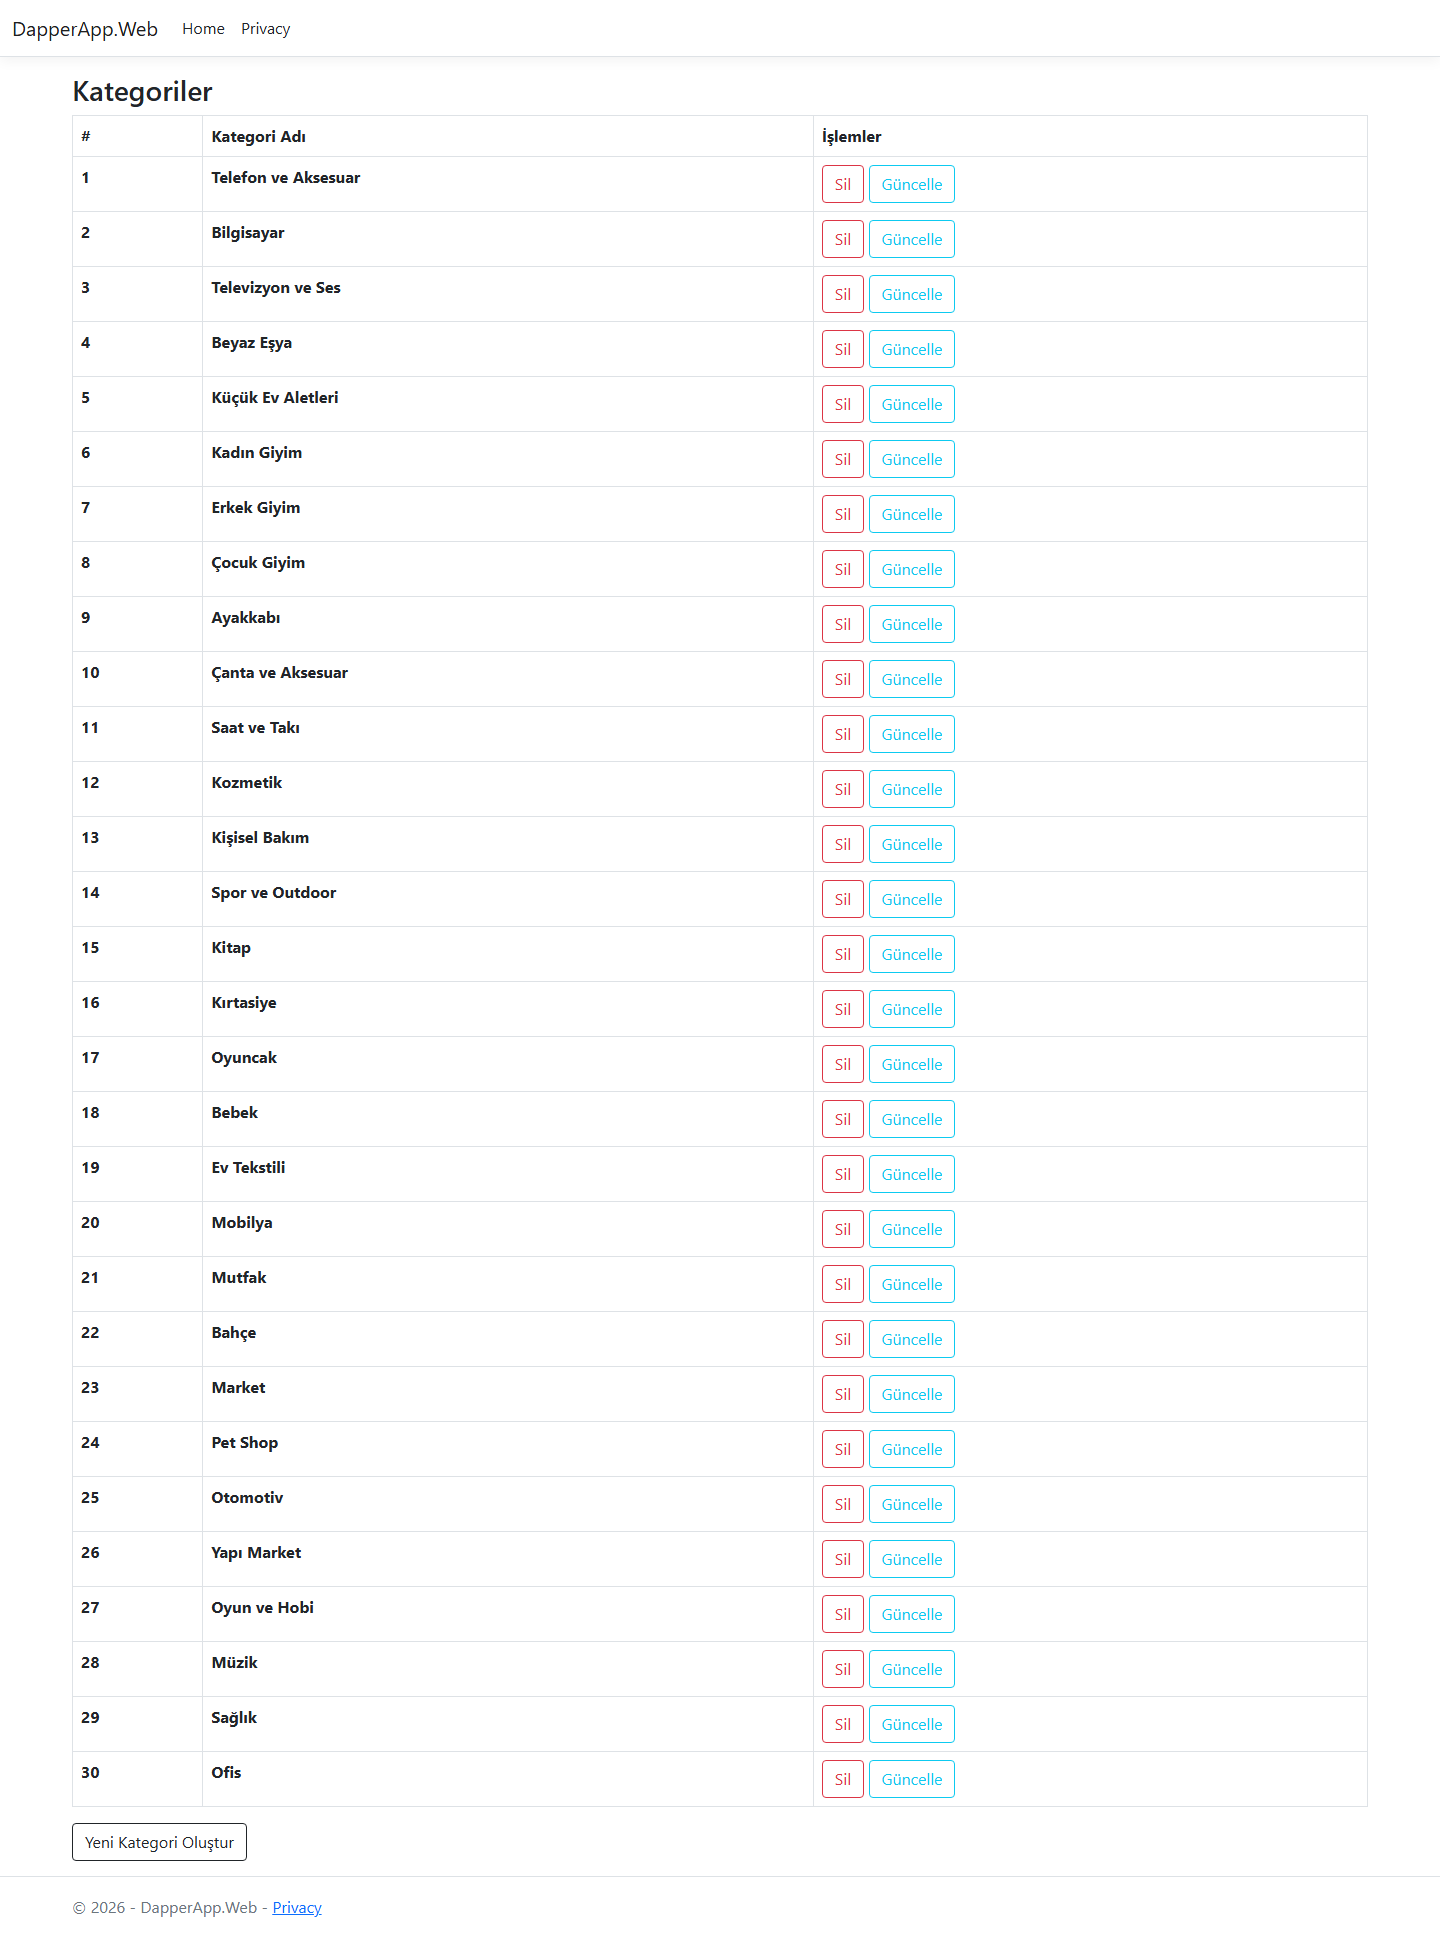 DapperApp.Web Home Privacy
Kategoriler
# Kategori Adı İşlemler
1 Telefon ve Aksesuar Sil Güncelle
2 Bilgisayar Sil Güncelle
3 Televizyon ve Ses Sil Güncelle
4 Beyaz Eşya Sil Güncelle
5 Küçük Ev Aletleri Sil Güncelle
6 Kadın Giyim Sil Güncelle
7 Erkek Giyim Sil Güncelle
8 Çocuk Giyim Sil Güncelle
9 Ayakkabı Sil Güncelle
10 Çanta ve Aksesuar Sil Güncelle
11 Saat ve Takı Sil Güncelle
12 Kozmetik Sil Güncelle
13 Kişisel Bakım Sil Güncelle
14 Spor ve Outdoor Sil Güncelle
15 Kitap Sil Güncelle
16 Kırtasiye Sil Güncelle
17 Oyuncak Sil Güncelle
18 Bebek Sil Güncelle
19 Ev Tekstili Sil Güncelle
20 Mobilya Sil Güncelle
21 Mutfak Sil Güncelle
22 Bahçe Sil Güncelle
23 Market Sil Güncelle
24 Pet Shop Sil Güncelle
25 Otomotiv Sil Güncelle
26 Yapı Market Sil Güncelle
27 Oyun ve Hobi Sil Güncelle
28 Müzik Sil Güncelle
29 Sağlık Sil Güncelle
30 Ofis Sil Güncelle
Yeni Kategori Oluştur
© 2026 - DapperApp.Web - Privacy